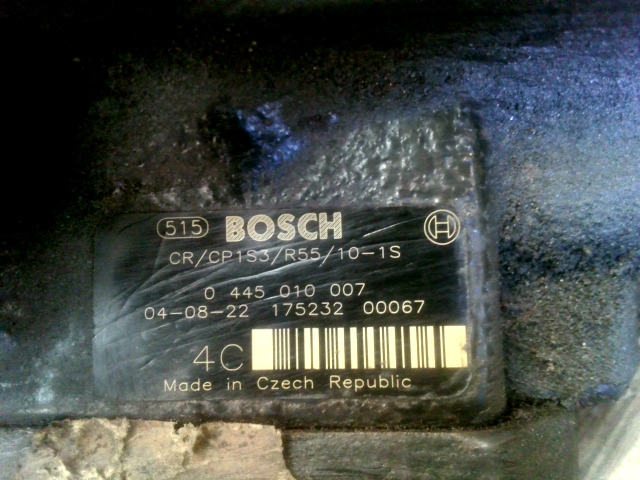 515 BOSCH
CR/CP1S3/R55/10-1S
0 445 010 007
04-08-22 175232 00067
4C
Made in Czech Republic